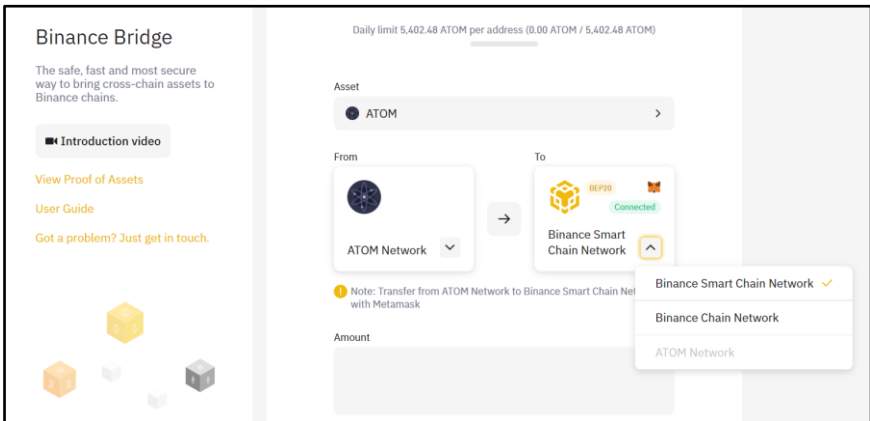 Binance Bridge
The safe, fast and most secure
way to bring cross-chain assets to
Binance chains.
Introduction video
View Proof of Assets
User Guide
Got a problem? Just get in touch.
Daily limit 5,402.48 ATOM per address (0.00 ATOM / 5,402.48 ATOM)
Asset
ATOM
From
To
BEP20
Connected
ATOM Network
Binance Smart
Chain Network
Note: Transfer from ATOM Network to Binance Smart Chain
with Metamask
Binance Smart Chain Network
Binance Chain Network
ATOM Network
Amount